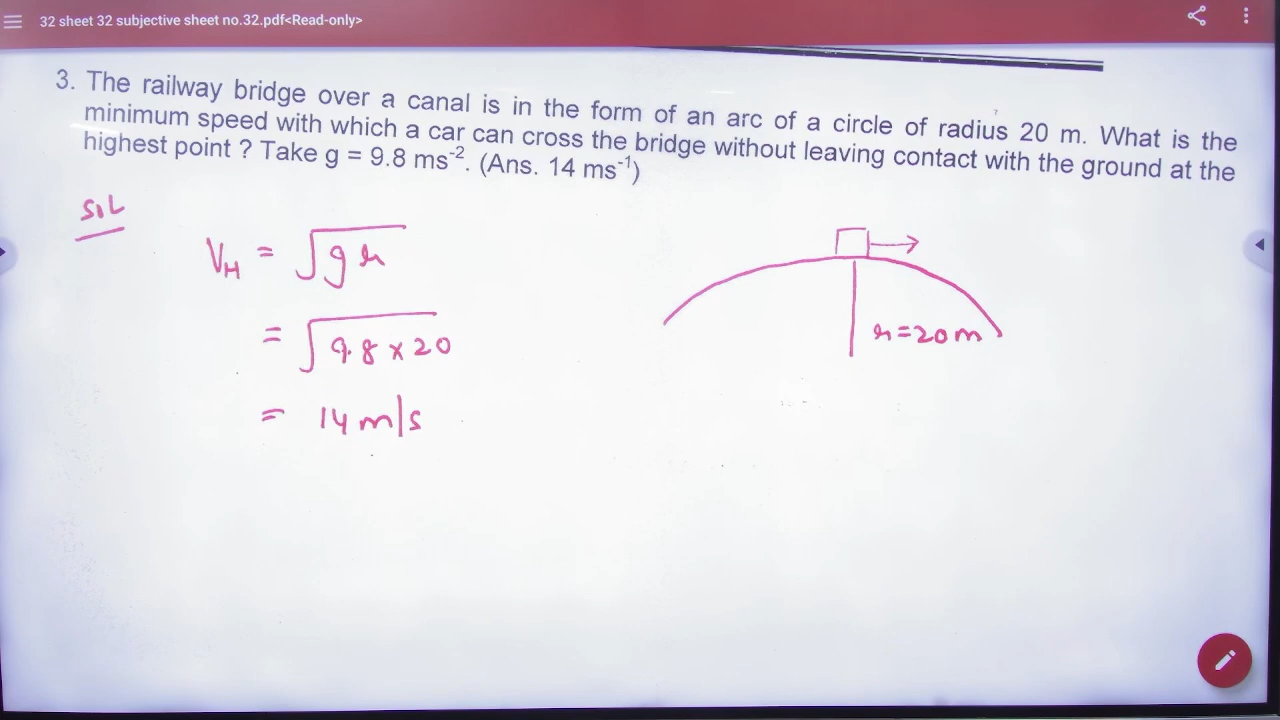 32 sheet 32 subjective sheet no.32.pdf<Read-only>
3. The railway bridge over a canal is in the form of an arc of a circle of radius 20 m. What is the
minimum speed with which a car can cross the bridge without leaving contact with the ground at the
highest point ? Take g = 9.8 ms⁻². (Ans. 14 ms⁻¹)
SOL
V_H = √gr
= √9.8 × 20
= 14 m/s
r=20m